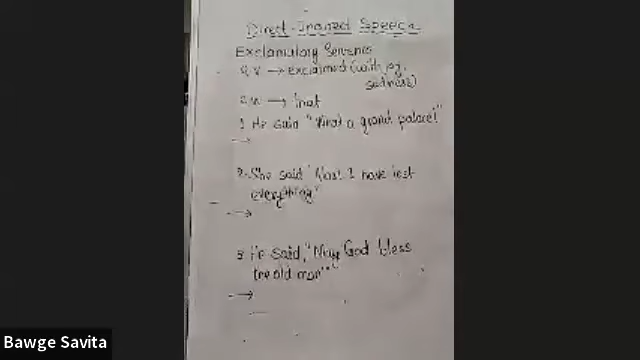 Direct-Indirect Speech
Exclamatory Sentences
R.V → exclaimed (with joy,
sadness)
→ that
1. He said "What a grand palace!"
→
2. She said "Alas! I have lost
everything"
→
3 He said, "May God bless
the old man""
→
Bawge Savita